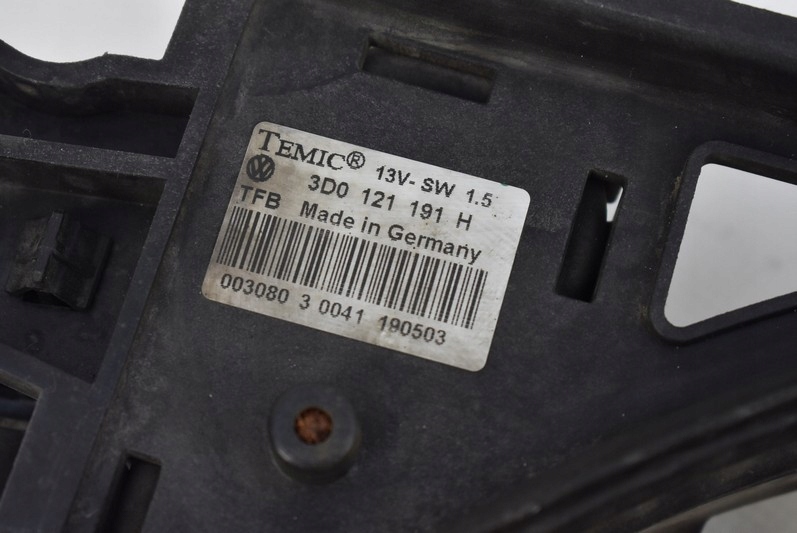 TEMIC® 13V- SW 1.5
3D0 121 191 H
TFB Made in Germany
003080 3 0041 190503